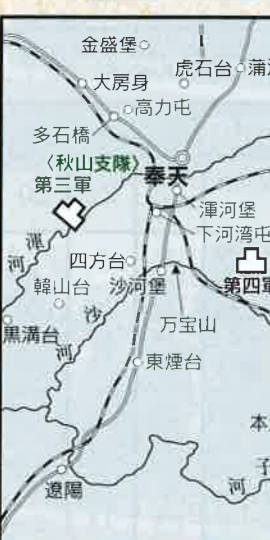 金盛堡
虎石台
蒲
大房身
高力屯
多石橋
〈秋山支隊〉
奉天
第三軍
渾河堡
下河湾屯
渾河
四方台
沙河堡
第四軍
韓山台
沙河
万宝山
黒溝台
東煙台
本
遼陽
子
河